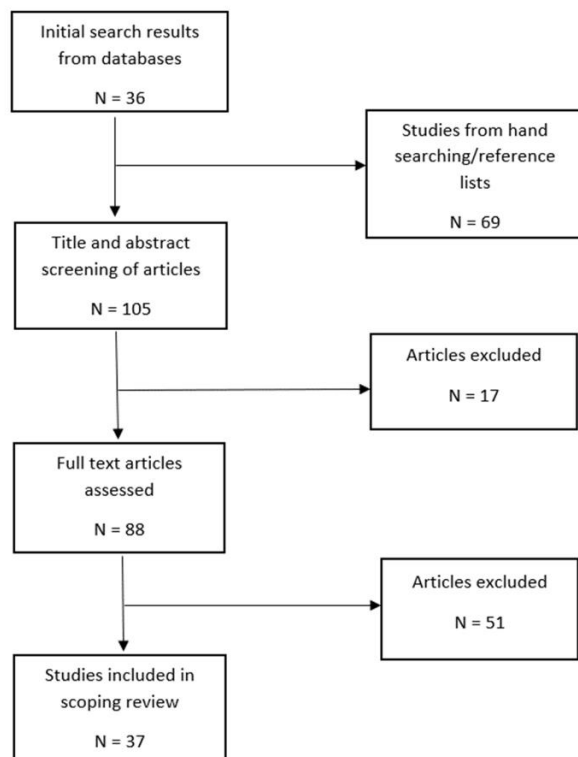 Initial search results
from databases
N = 36
Studies from hand
searching/reference
lists
N = 69
Title and abstract
screening of articles
N = 105
Articles excluded
N = 17
Full text articles
assessed
N = 88
Articles excluded
N = 51
Studies included in
scoping review
N = 37